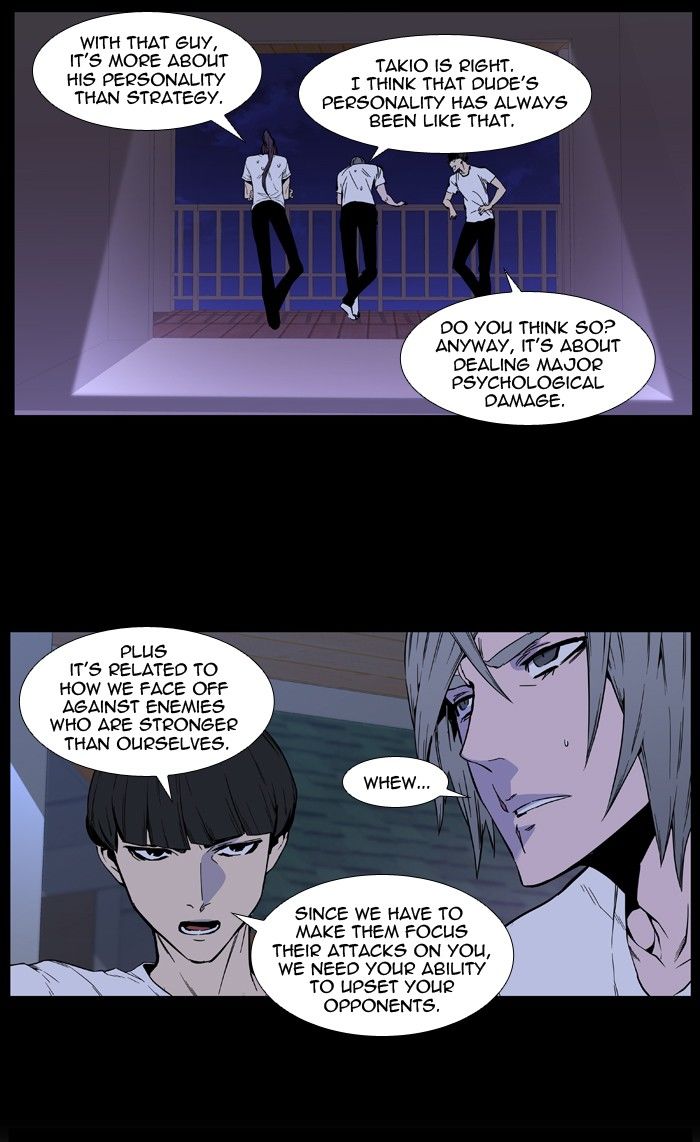 WITH THAT GUY,
IT'S MORE ABOUT
HIS PERSONALITY
THAN STRATEGY.
TAKIO IS RIGHT.
I THINK THAT DUDE'S
PERSONALITY HAS ALWAYS
BEEN LIKE THAT.
DO YOU THINK SO?
ANYWAY, IT'S ABOUT
DEALING MAJOR
PSYCHOLOGICAL
DAMAGE.
PLUS
IT'S RELATED TO
HOW WE FACE OFF
AGAINST ENEMIES
WHO ARE STRONGER
THAN OURSELVES.
WHEW...
SINCE WE HAVE TO
MAKE THEM FOCUS
THEIR ATTACKS ON YOU,
WE NEED YOUR ABILITY
TO UPSET YOUR
OPPONENTS.